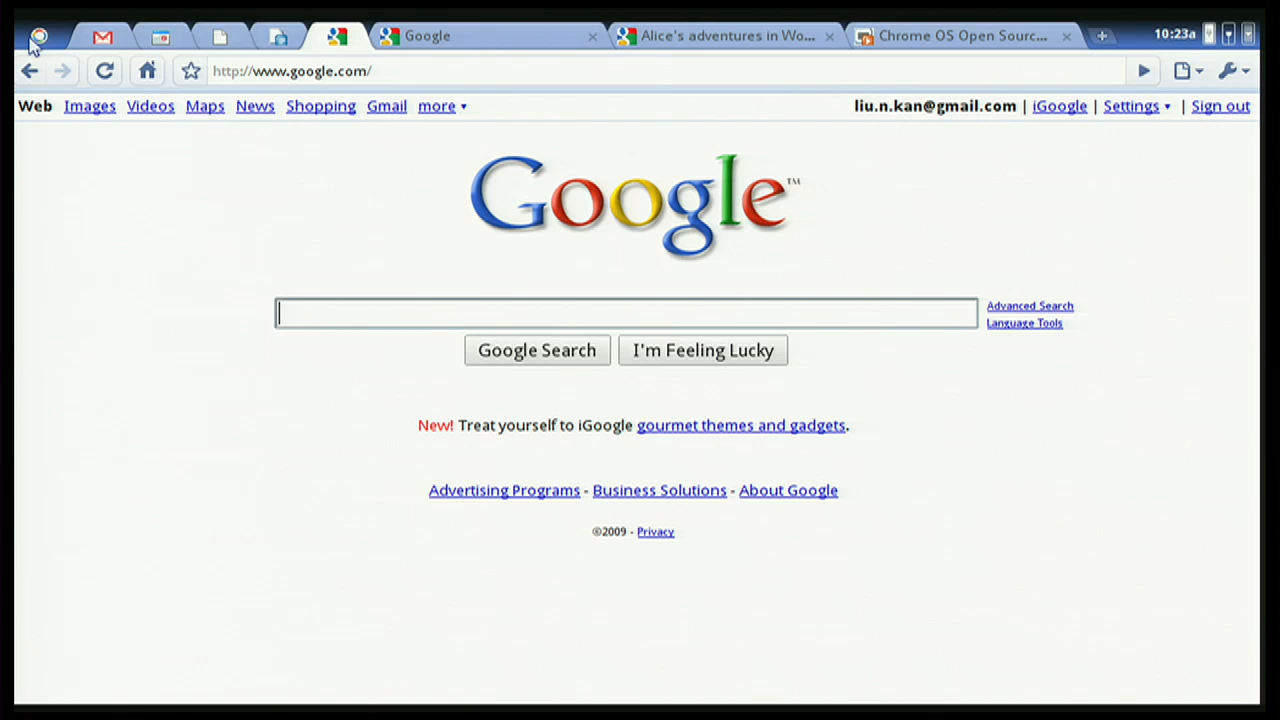 Google
Alice's adventures in Wo...
Chrome OS Open Sourc...
10:23a
http://www.google.com/
Web Images Videos Maps News Shopping Gmail more
liu.n.kan@gmail.com | iGoogle | Settings | Sign out
Google™
Advanced Search
Language Tools
Google Search I'm Feeling Lucky
New! Treat yourself to iGoogle gourmet themes and gadgets.
Advertising Programs - Business Solutions - About Google
©2009 - Privacy